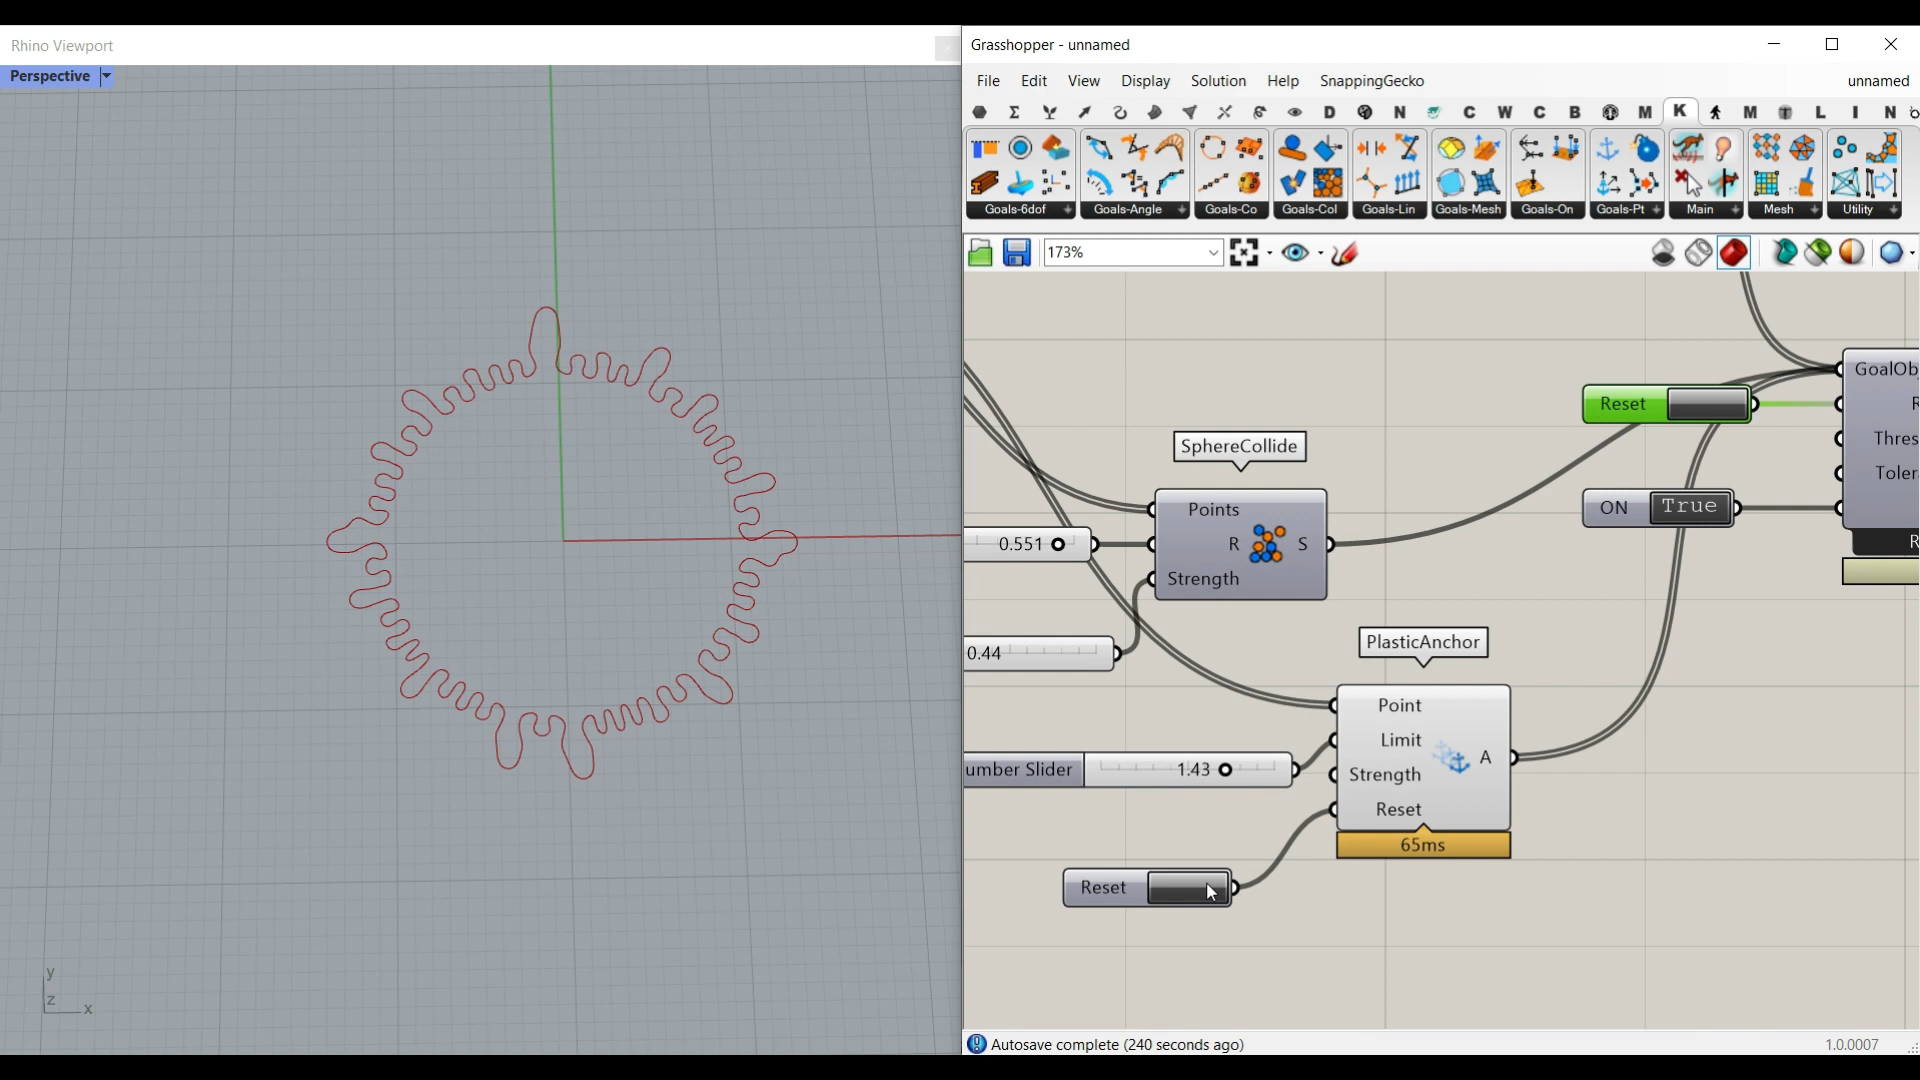 Rhino Viewport
Perspective
y
z
x
Grasshopper - unnamed
File Edit View Display Solution Help SnappingGecko
unnamed
D N C W C B M K M L I N
Goals-6dof
Goals-Angle
Goals-Co
Goals-Col
Goals-Lin
Goals-Mesh
Goals-On
Goals-Pt
Main
Mesh
Utility
173%
GoalOb
Reset
R
Thres
Toler
ON True
R
SphereCollide
Points
R S
Strength
0.551
0.44
PlasticAnchor
Point
Limit
A
Strength
Reset
65ms
umber Slider 1.43
Reset
Autosave complete (240 seconds ago)
1.0.0007